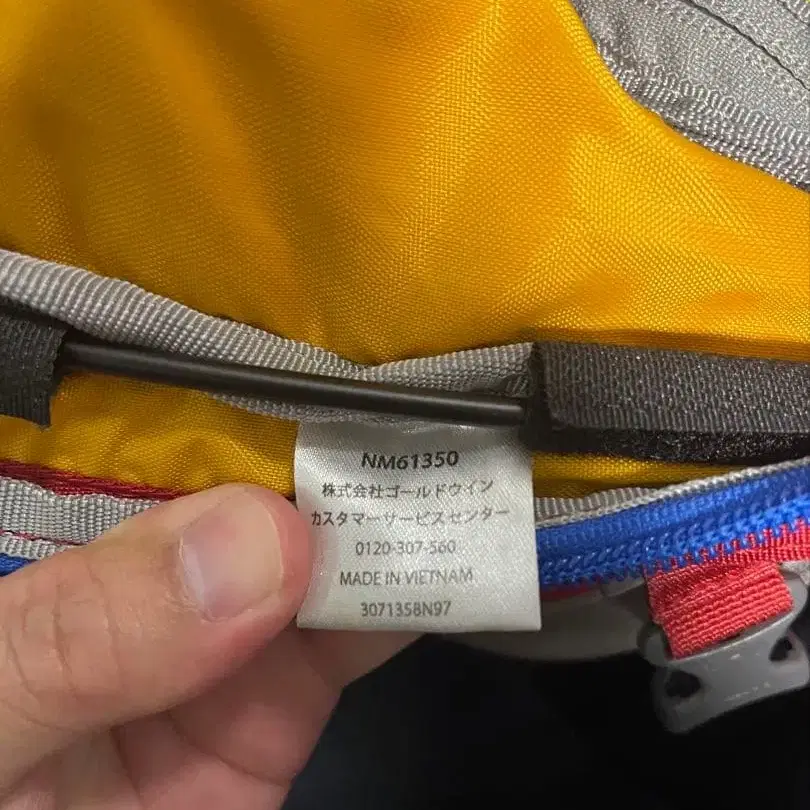 NM61350
株式会社ゴールドウイン
カスタマーサービスセンター
0120-307-560
MADE IN VIETNAM
307135BN97